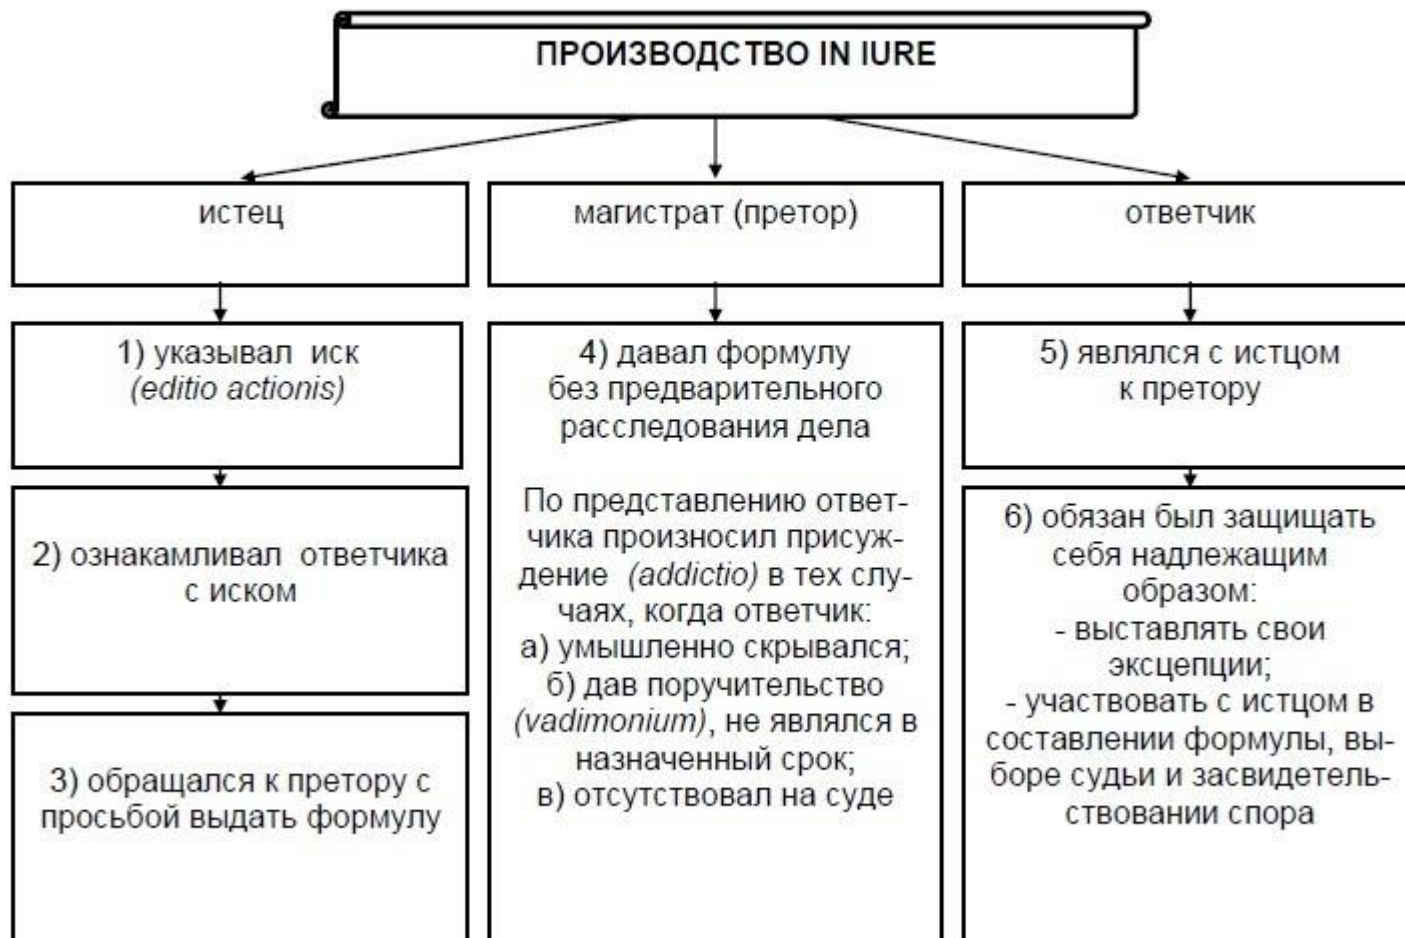 ПРОИЗВОДСТВО IN IURE
истец
1) указывал иск
(editio actionis)
2) ознакамливал ответчика
с иском
3) обращался к претору с
просьбой выдать формулу
магистрат (претор)
4) давал формулу
без предварительного
расследования дела
По представлению ответ-
чика произносил присуж-
дение (addictio) в тех слу-
чаях, когда ответчик:
а) умышленно скрывался;
б) дав поручительство
(vadimonium), не являлся в
назначенный срок;
в) отсутствовал на суде
ответчик
5) являлся с истцом
к претору
6) обязан был защищать
себя надлежащим
образом:
- выставлять свои
эксцепции;
- участвовать с истцом в
составлении формулы, вы-
боре судьи и засвидетель-
ствовании спора